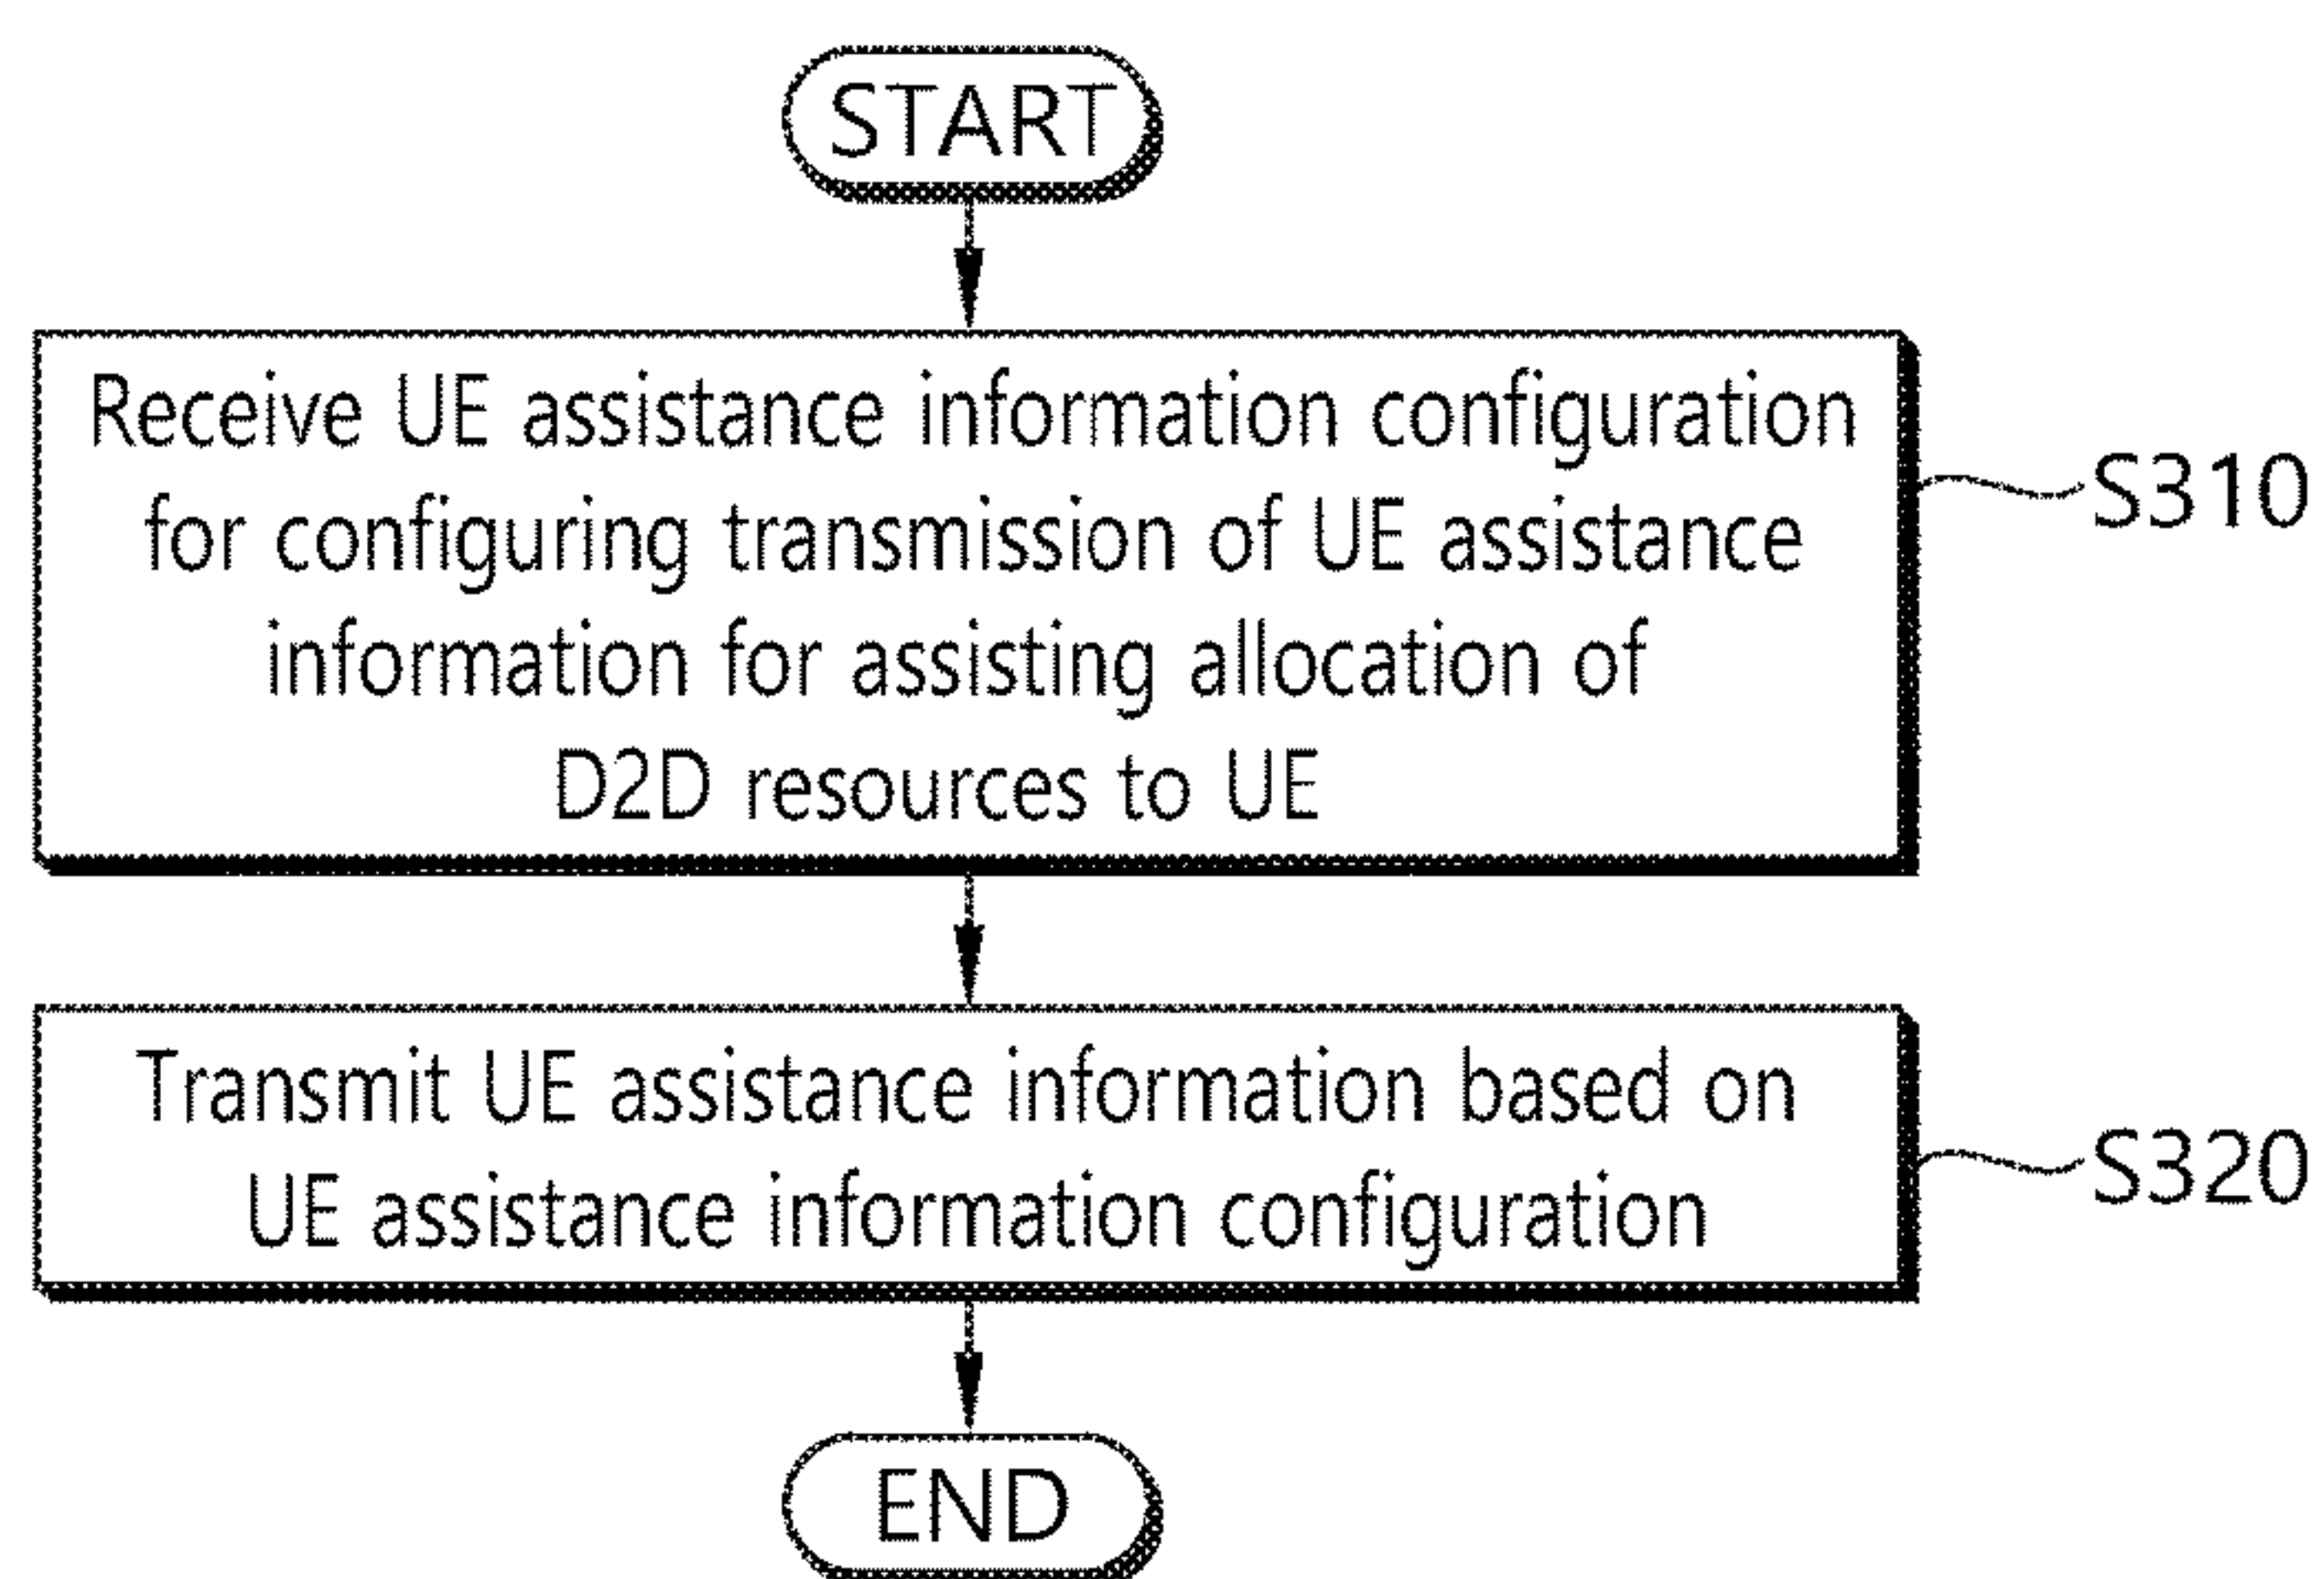 START
Receive UE assistance information configuration
for configuring transmission of UE assistance
information for assisting allocation of
D2D resources to UE
S310
Transmit UE assistance information based on
UE assistance information configuration
S320
END